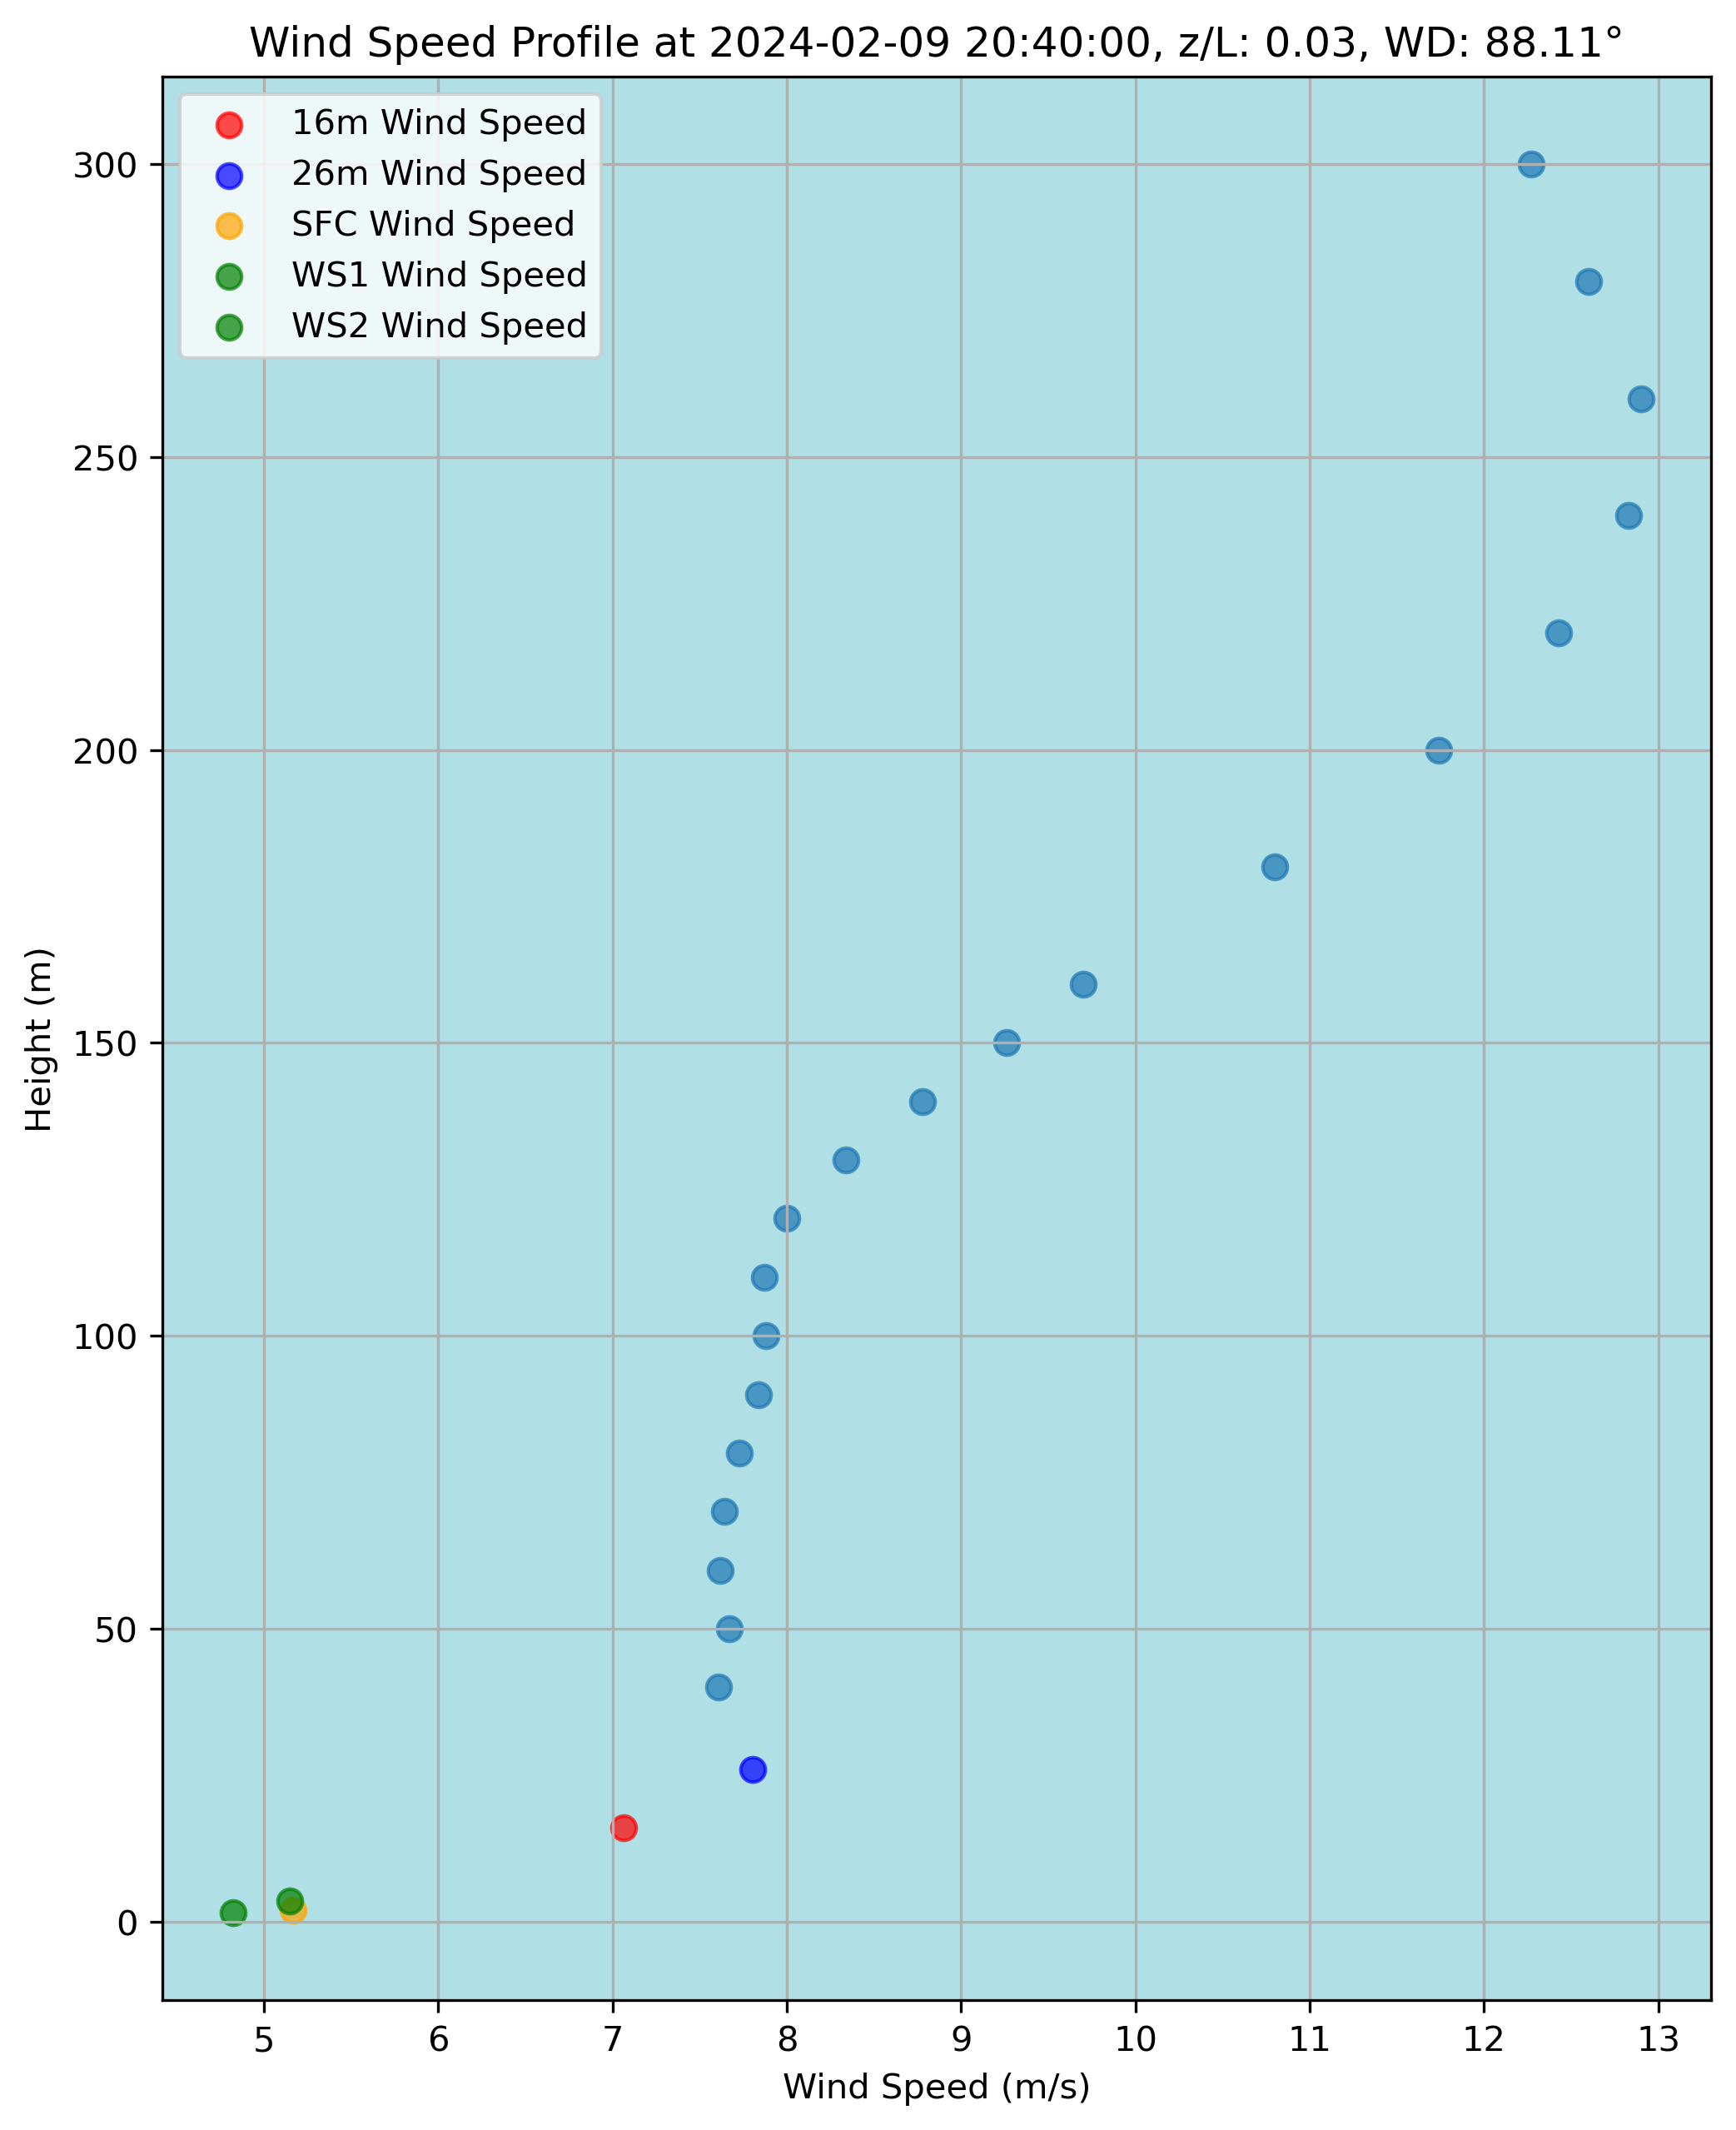 Wind Speed Profile at 2024-02-09 20:40:00, z/L: 0.03, WD: 88.11°
16m Wind Speed
26m Wind Speed
SFC Wind Speed
WS1 Wind Speed
WS2 Wind Speed
300
250
200
150
100
50
0
Height (m)
5 6 7 8 9 10 11 12 13
Wind Speed (m/s)